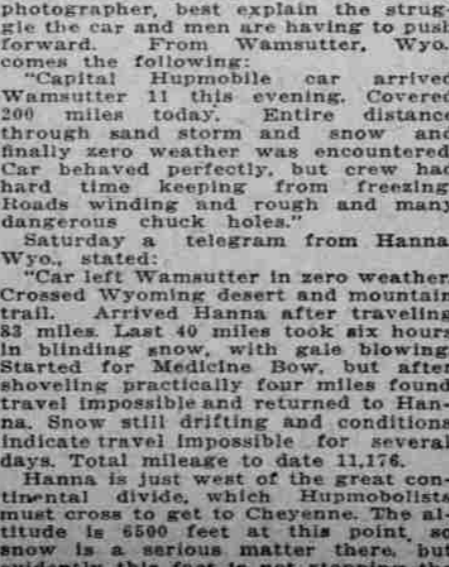 photographer, best explain the strug-
gle the car and men are having to push
forward. From Wamsutter, Wyo.
comes the following:
"Capital Hupmobile car arrived
Wamsutter 11 this evening. Covered
200 miles today. Entire distance
through sand storm and snow and
finally zero weather was encountered
Car behaved perfectly, but crew had
hard time keeping from freezing
Roads winding and rough and many
dangerous chuck holes."
Saturday a telegram from Hanna
Wyo., stated:
"Car left Wamsutter in zero weather
Crossed Wyoming desert and mountain
trail. Arrived Hanna after traveling
83 miles. Last 40 miles took six hours
in blinding snow, with gale blowing
Started for Medicine Bow, but after
shoveling practically four miles found
travel impossible and returned to Han-
na. Snow still drifting and conditions
indicate travel impossible for several
days. Total mileage to date 11,176.
Hanna is just west of the great con-
tinental divide, which Hupmobolists
must cross to get to Cheyenne. The al-
titude is 6500 feet at this point, so
snow is a serious matter there, but
evidently this fact is not stopping the